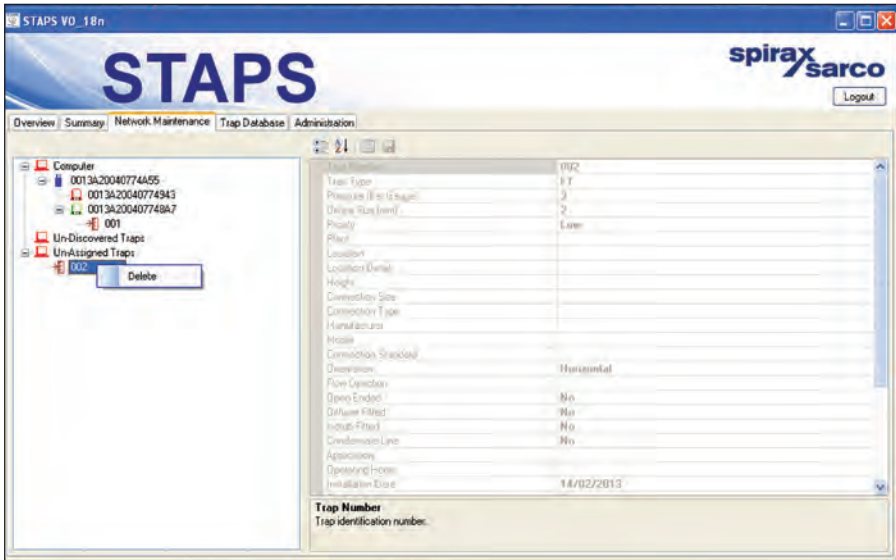 STAPS V0_18n
STAPS
spirax sarco
Logout
Overview Summary Network Maintenance Trap Database Administration
Computer
0013A20040774A55
0013A20040774943
0013A200407748A7
001
Un-Discovered Traps
Un-Assigned Traps
002
Delete
Trap Number 002
Trap Type FT
Pressure (Bar Gauge) 3
Orifice Size (mm) 2
Priority Low
Plant
Location
Location Detail
Height
Connection Size
Connection Type
Manufacturer
Model
Connection Standard
Orientation Horizontal
Flow Direction
Open Ended No
Diffuser Fitted No
No
Condensate Line No
Application
Operating Hours
Installation Date 14/02/2013
Trap Number
Trap identification number.